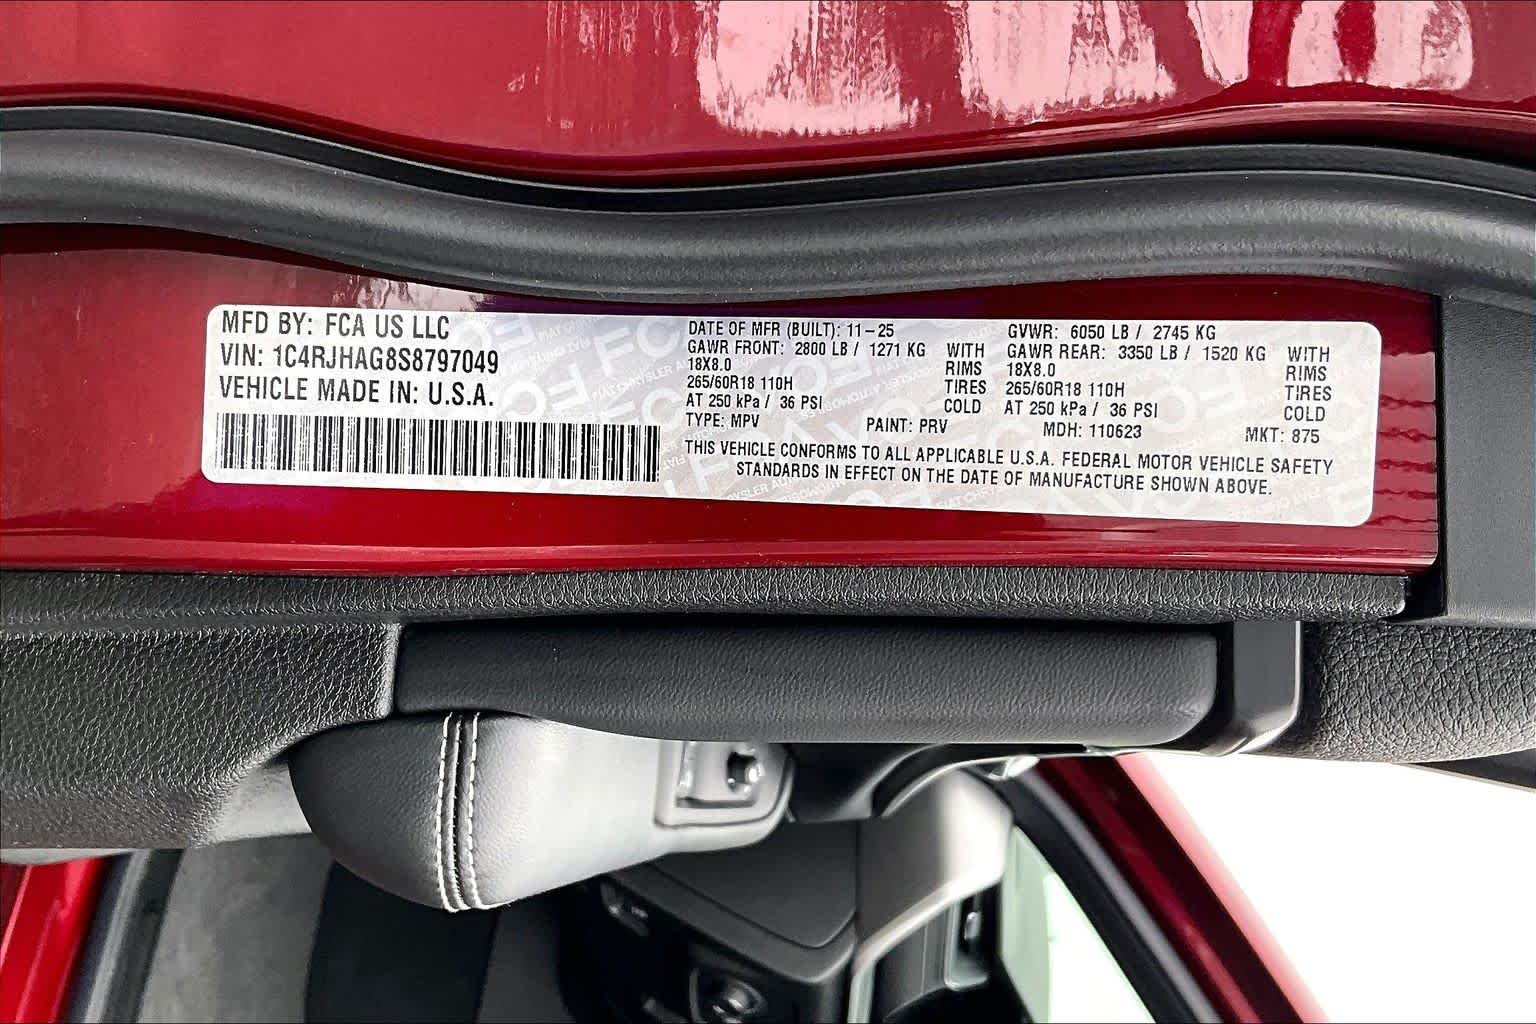 MFD BY: FCA US LLC
VIN: 1C4RJHAG8S8797049
VEHICLE MADE IN: U.S.A.
DATE OF MFR (BUILT): 11-25
GAWR FRONT: 2800 LB / 1271 KG WITH
18X8.0 RIMS
265/60R18 110H TIRES
AT 250 kPa / 36 PSI COLD
TYPE: MPV PAINT: PRV
GVWR: 6050 LB / 2745 KG
GAWR REAR: 3350 LB / 1520 KG WITH
18X8.0 RIMS
265/60R18 110H TIRES
AT 250 kPa / 36 PSI COLD
MDH: 110623 MKT: 875
THIS VEHICLE CONFORMS TO ALL APPLICABLE U.S.A. FEDERAL MOTOR VEHICLE SAFETY
STANDARDS IN EFFECT ON THE DATE OF MANUFACTURE SHOWN ABOVE.